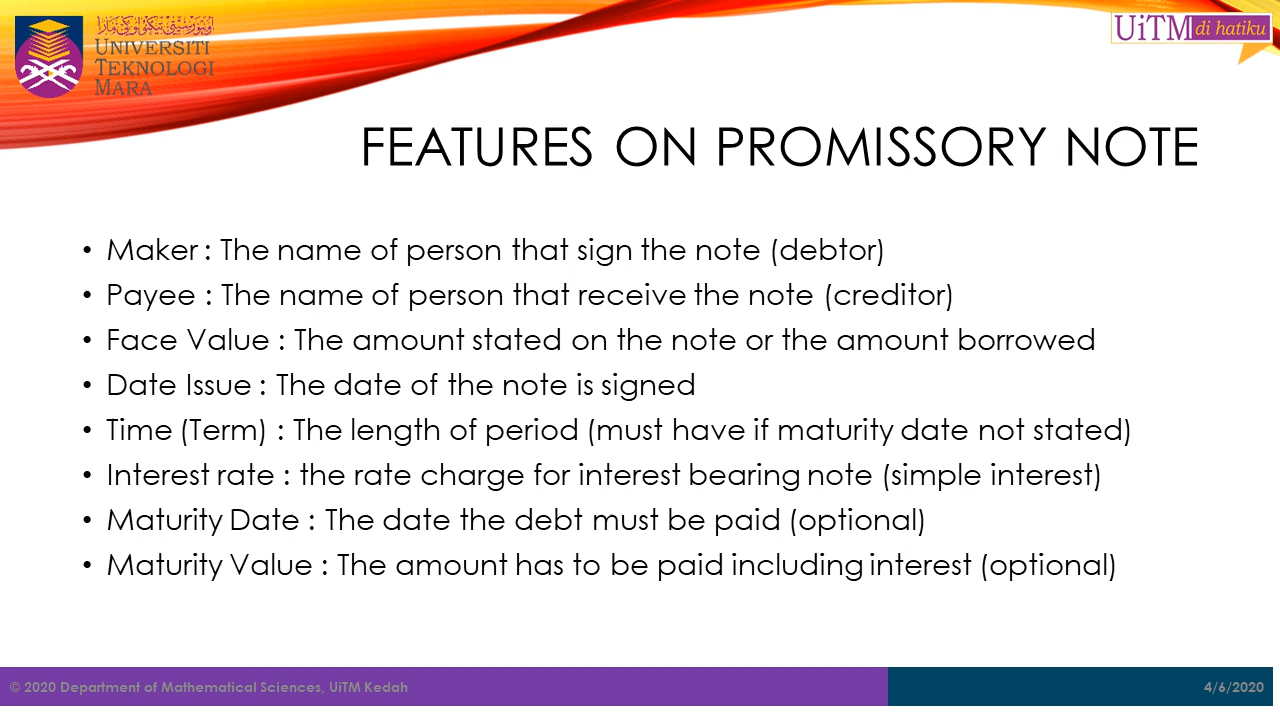 اونيۏرسيتي تيكنولوڬي مارا
UNIVERSITI
TEKNOLOGI
MARA
UiTM di hatiku
FEATURES ON PROMISSORY NOTE
• Maker : The name of person that sign the note (debtor)
• Payee : The name of person that receive the note (creditor)
• Face Value : The amount stated on the note or the amount borrowed
• Date Issue : The date of the note is signed
• Time (Term) : The length of period (must have if maturity date not stated)
• Interest rate : the rate charge for interest bearing note (simple interest)
• Maturity Date : The date the debt must be paid (optional)
• Maturity Value : The amount has to be paid including interest (optional)
© 2020 Department of Mathematical Sciences, UiTM Kedah
4/6/2020